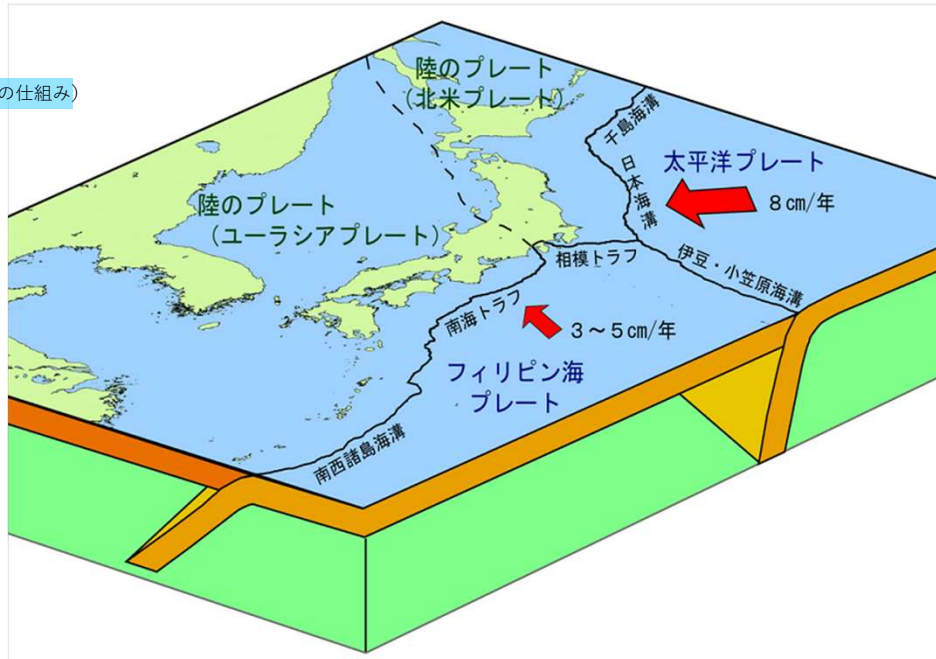 の仕組み)
陸のプレート
(北米プレート)
千島海溝
日本海溝
太平洋プレート
8cm/年
陸のプレート
(ユーラシアプレート)
相模トラフ
伊豆・小笠原海溝
南海トラフ
3～5cm/年
フィリピン海
プレート
南西諸島海溝